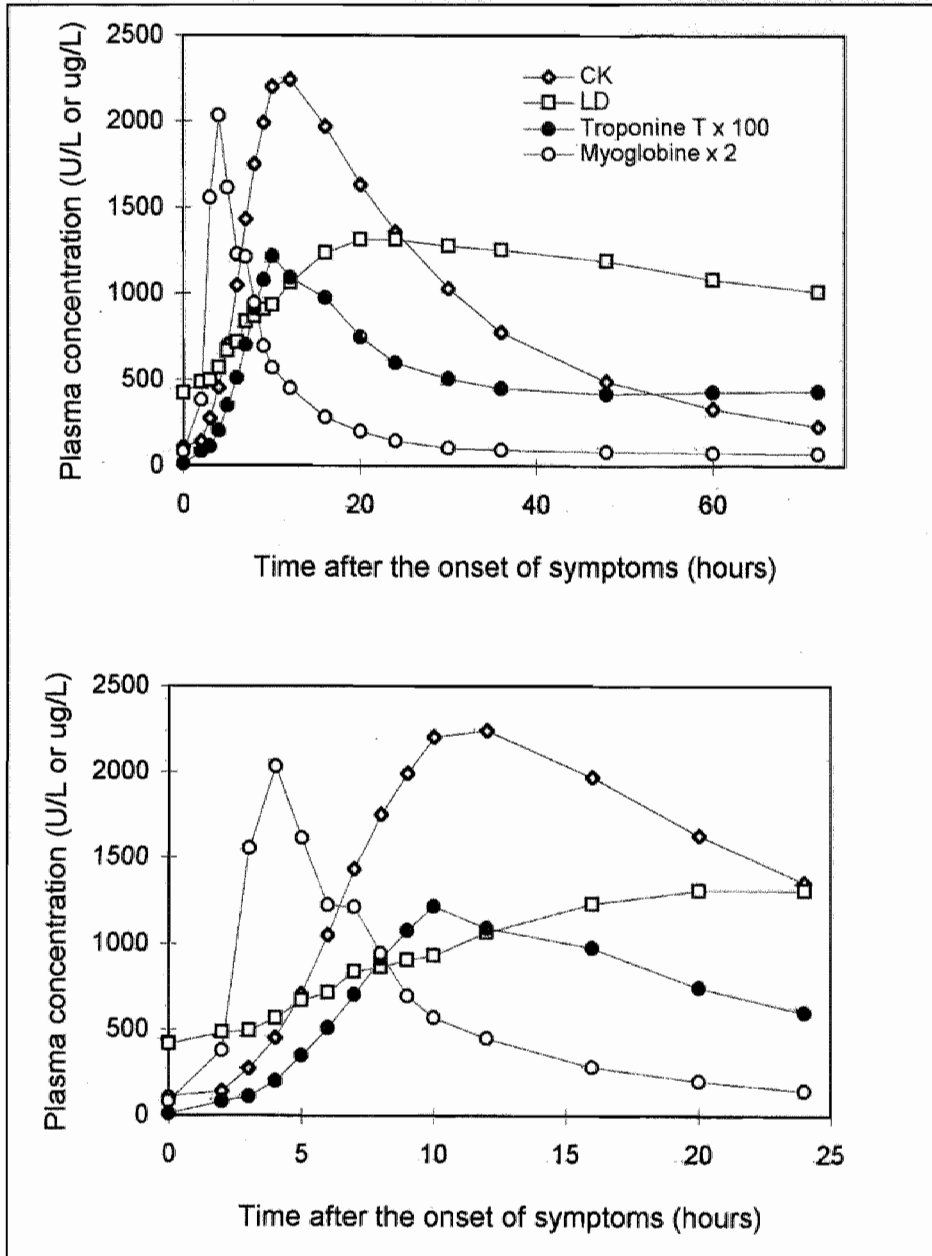 2500
2000
1500
1000
500
0
Plasma concentration (U/L or ug/L)
CK
LD
Troponine T x 100
Myoglobine x 2
0 20 40 60
Time after the onset of symptoms (hours)
2500
2000
1500
1000
500
0
Plasma concentration (U/L or ug/L)
0 5 10 15 20 25
Time after the onset of symptoms (hours)